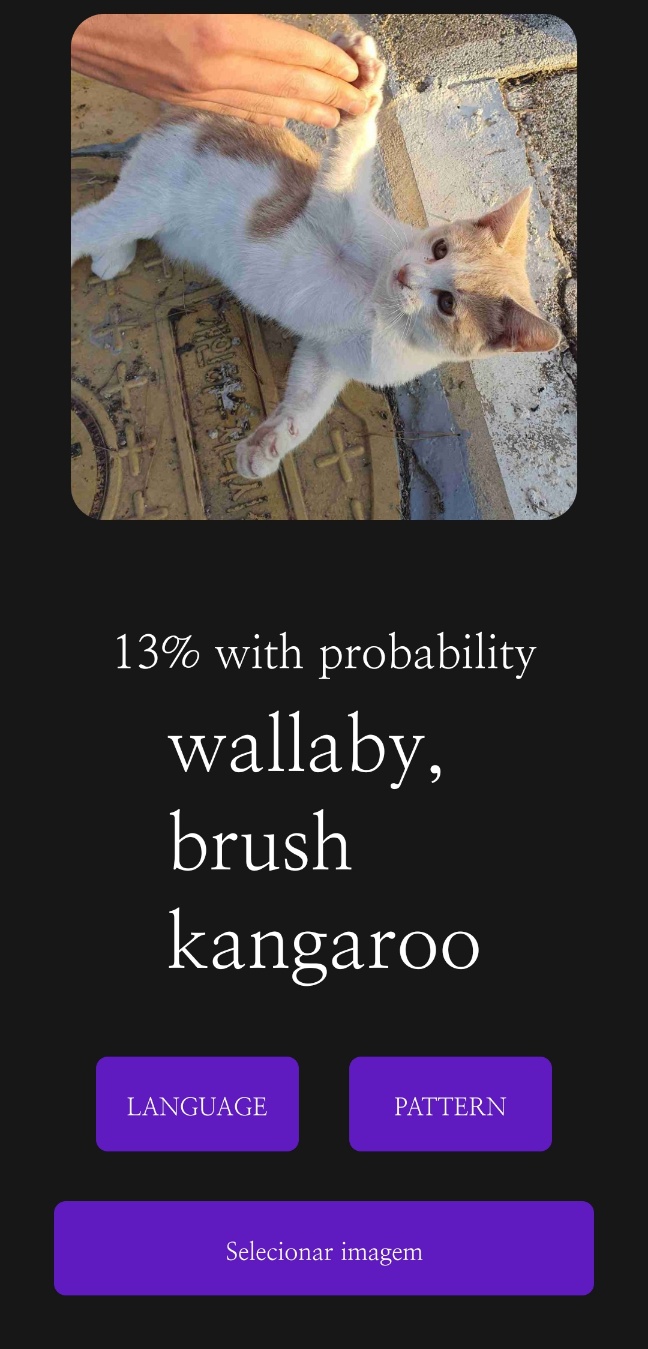 13% with probability
wallaby,
brush
kangaroo
LANGUAGE
PATTERN
Selecionar imagem